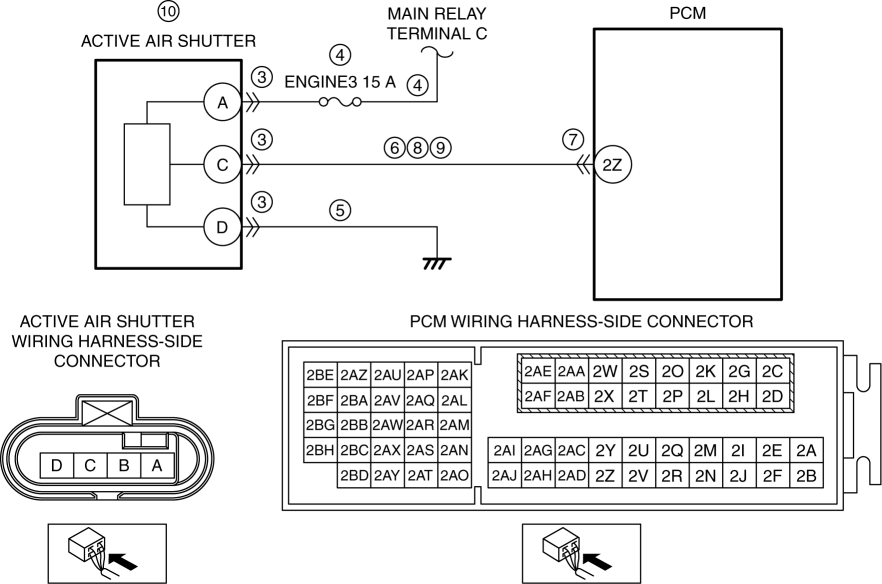 10
ACTIVE AIR SHUTTER
MAIN RELAY
TERMINAL C
PCM
4
3
ENGINE3 15 A
4
A
3
6 8 9
7
C
2Z
3
5
D
ACTIVE AIR SHUTTER
WIRING HARNESS-SIDE
CONNECTOR
D C B A
PCM WIRING HARNESS-SIDE CONNECTOR
2BE 2AZ 2AU 2AP 2AK
2BF 2BA 2AV 2AQ 2AL
2BG 2BB 2AW 2AR 2AM
2BH 2BC 2AX 2AS 2AN
2BD 2AY 2AT 2AO
2AE 2AA 2W 2S 2O 2K 2G 2C
2AF 2AB 2X 2T 2P 2L 2H 2D
2AI 2AG 2AC 2Y 2U 2Q 2M 2I 2E 2A
2AJ 2AH 2AD 2Z 2V 2R 2N 2J 2F 2B